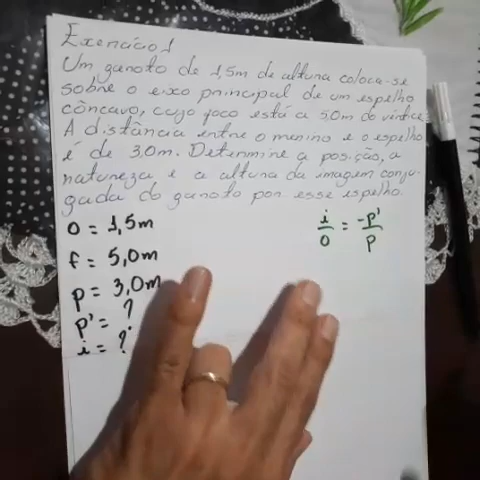 Exercício 1
Um garoto de 1,5m de altura coloca-se
sobre o eixo principal de um espelho
côncavo, cujo foco está a 5,0m do vértice.
A distância entre o menino e o espelho
é de 3,0m. Determine a posição, a
natureza e a altura da imagem conju-
gada do garoto por esse espelho.
o = 1,5m
f = 5,0m
p = 3,0m
p' = ?
i = ?
i/o = -p'/p